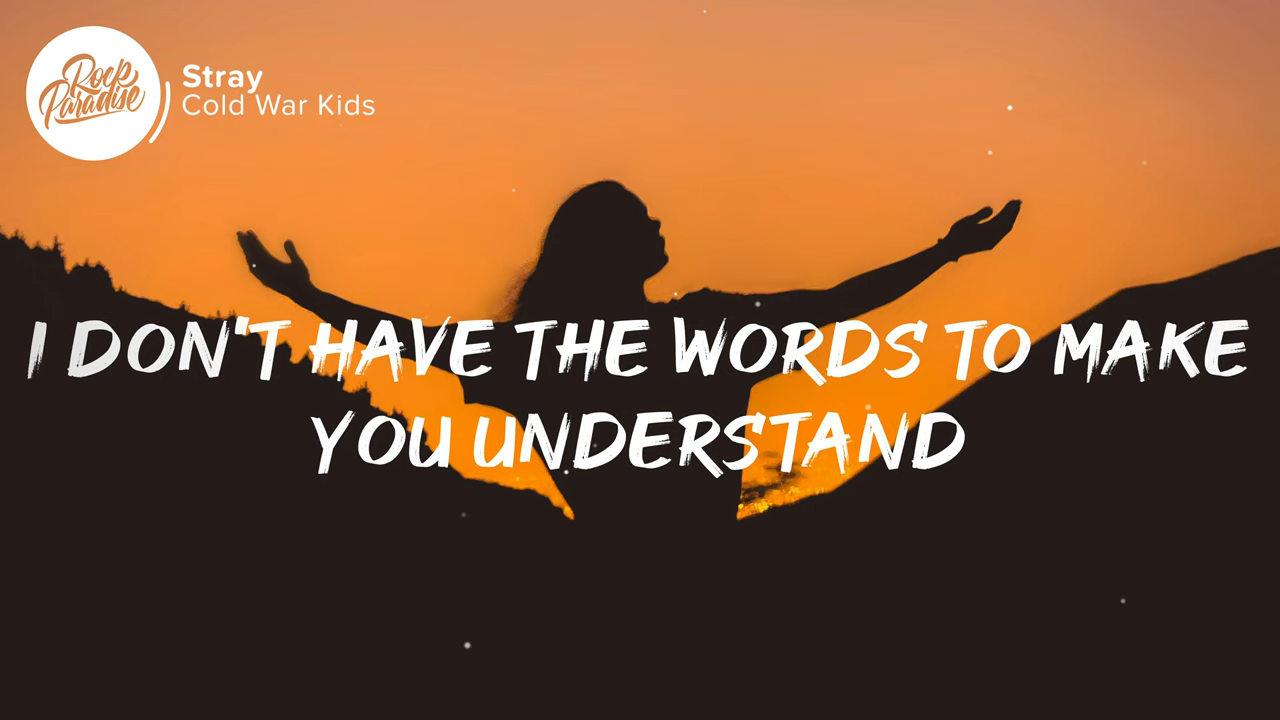 Rock
Paradise
Stray
Cold War Kids
I DON'T HAVE THE WORDS TO MAKE
YOU UNDERSTAND